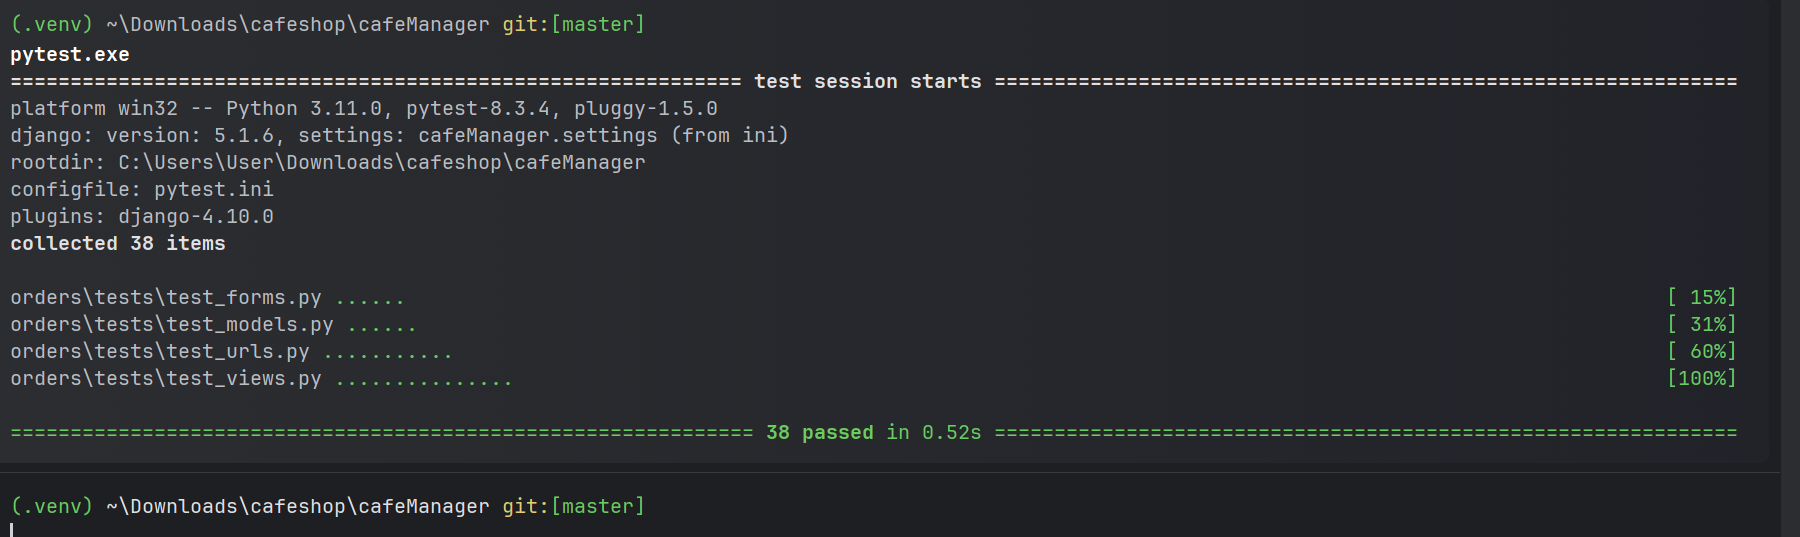 (.venv) ~\Downloads\cafeshop\cafeManager git:[master]
pytest.exe
============================================================= test session starts ==============================================================
platform win32 -- Python 3.11.0, pytest-8.3.4, pluggy-1.5.0
django: version: 5.1.6, settings: cafeManager.settings (from ini)
rootdir: C:\Users\User\Downloads\cafeshop\cafeManager
configfile: pytest.ini
plugins: django-4.10.0
collected 38 items
orders\tests\test_forms.py ...... [ 15%]
orders\tests\test_models.py ...... [ 31%]
orders\tests\test_urls.py ........... [ 60%]
orders\tests\test_views.py ............... [100%]
============================================================== 38 passed in 0.52s ==============================================================
(.venv) ~\Downloads\cafeshop\cafeManager git:[master]